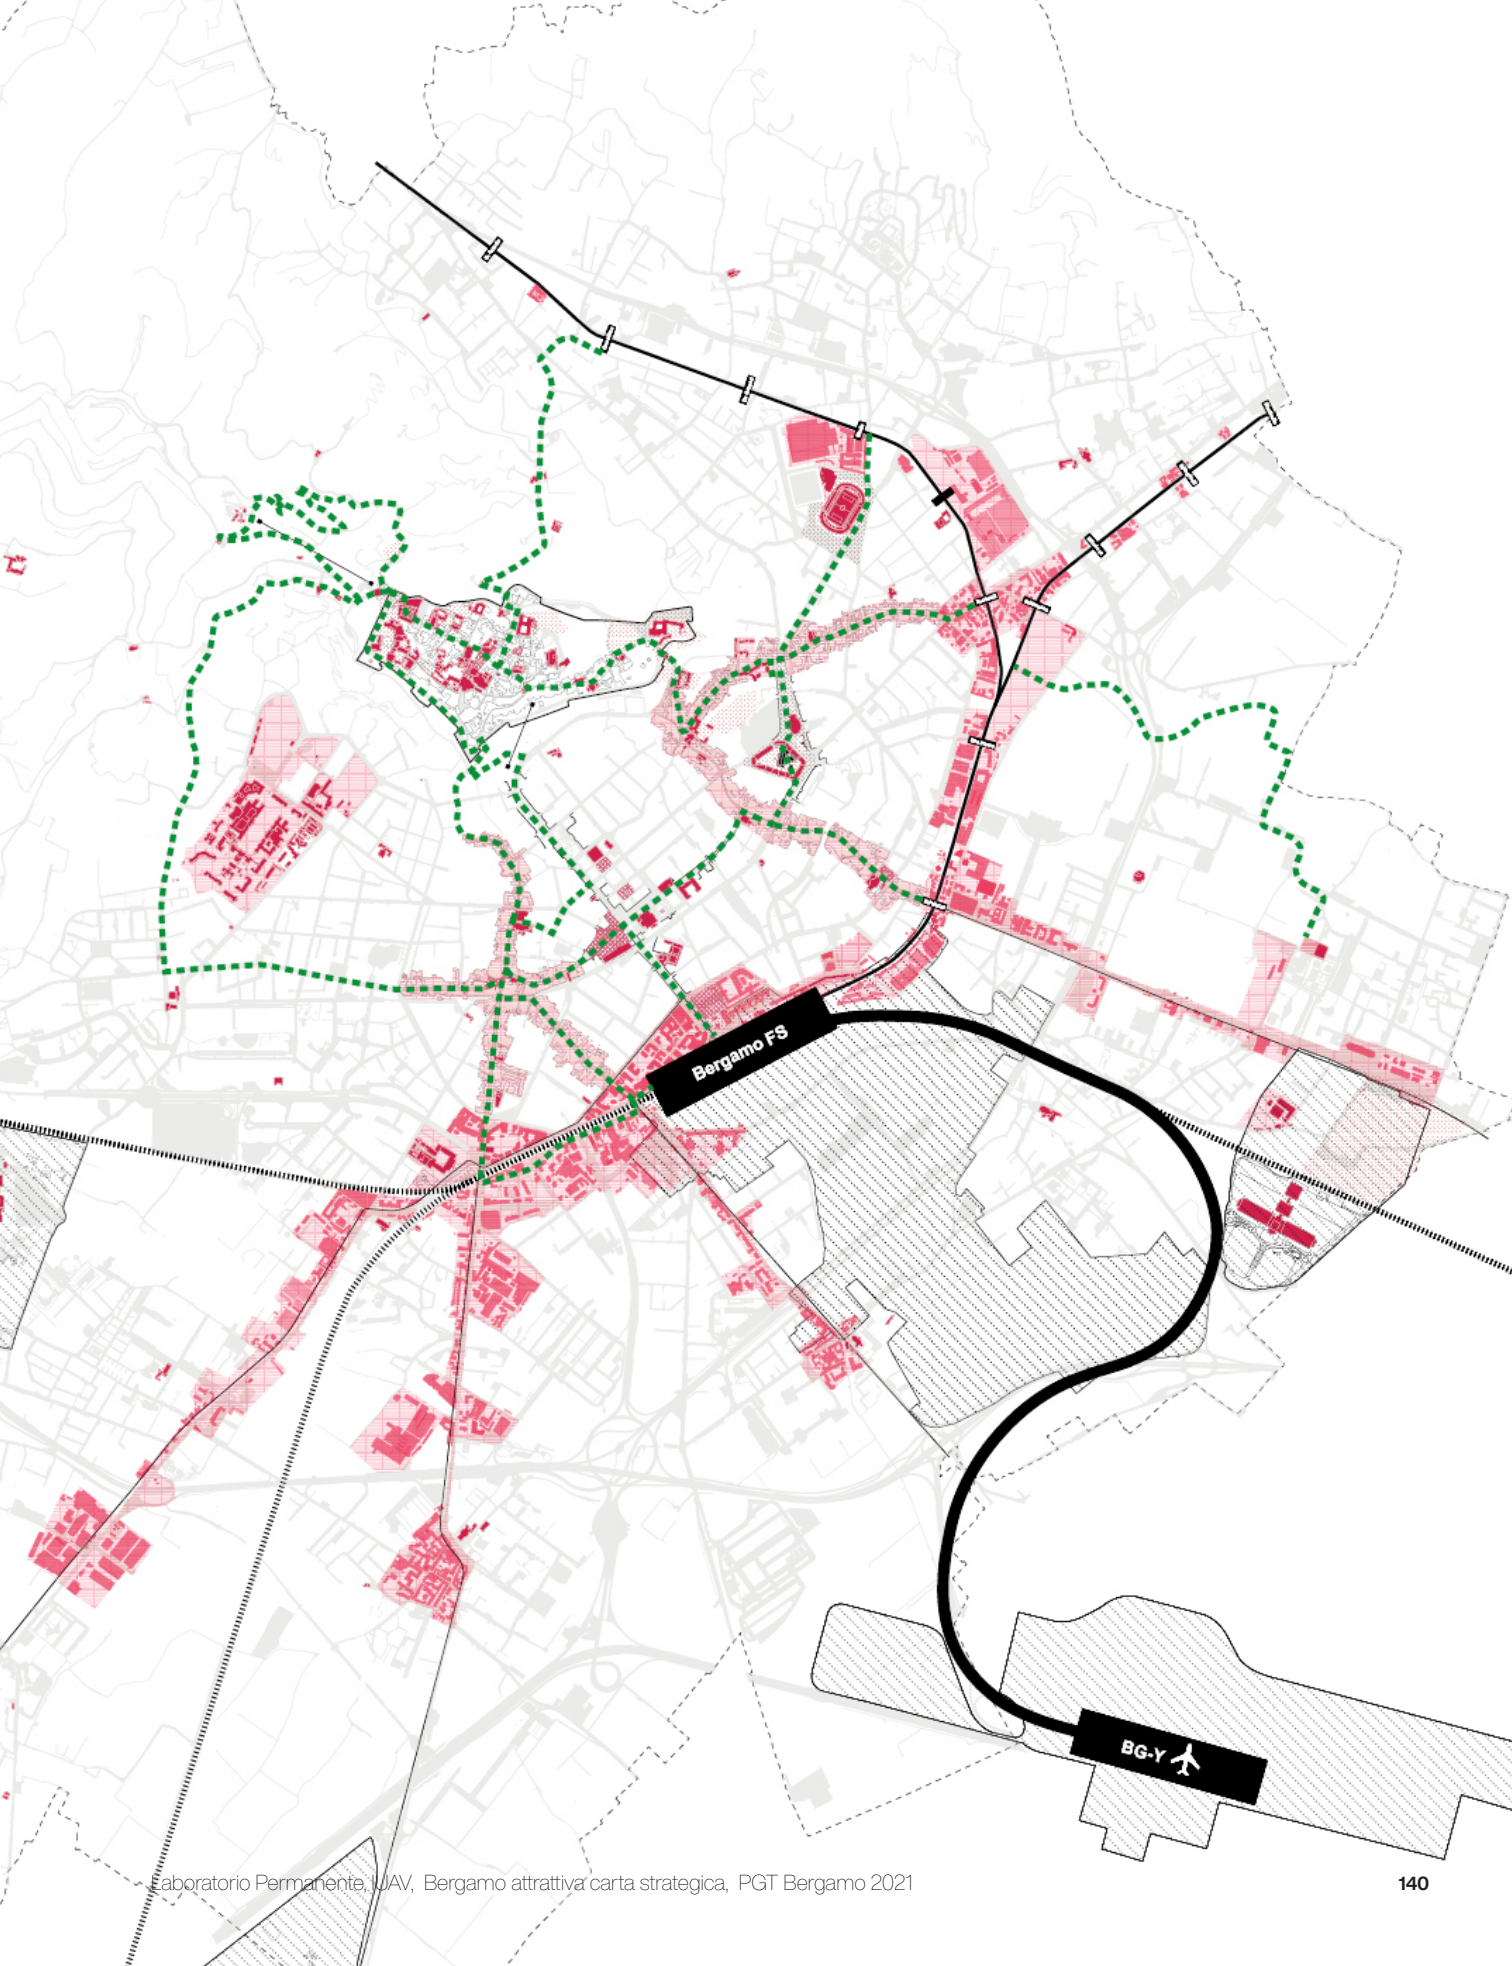 Bergamo FS
BG-Y
Laboratorio Permanente, IUAV, Bergamo attrattiva carta strategica, PGT Bergamo 2021
140